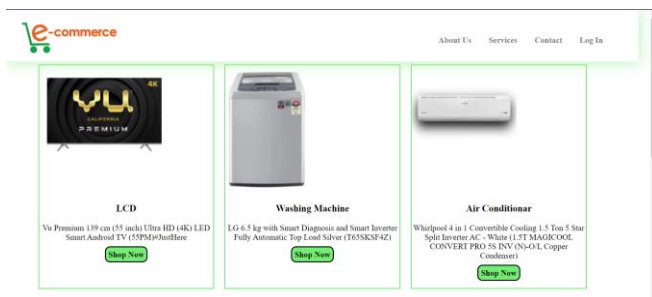 e-commerce
About Us Services Contact Log In
VU
CALIFORNIA
PREMIUM
4K
LCD
Vu Premium 139 cm (55 inch) Ultra HD (4K) LED
Smart Android TV (55PM)#JustHere
Shop Now
Washing Machine
LG 6.5 kg with Smart Diagnosis and Smart Inverter
Fully Automatic Top Load Silver (T65SKSF4Z)
Shop Now
Air Conditionar
Whirlpool 4 in 1 Convertible Cooling 1.5 Ton 5 Star
Split Inverter AC - White (1.5T MAGICOOL
CONVERT PRO 5S INV (N)-O/I, Copper
Condenser)
Shop Now